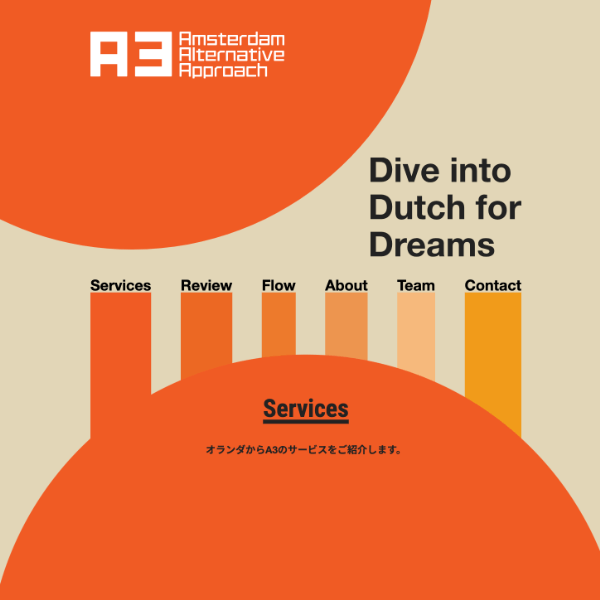 A3
Amsterdam
Alternative
Approach
Dive into
Dutch for
Dreams
Services Review Flow About Team Contact
Services
オランダからA3のサービスをご紹介します。